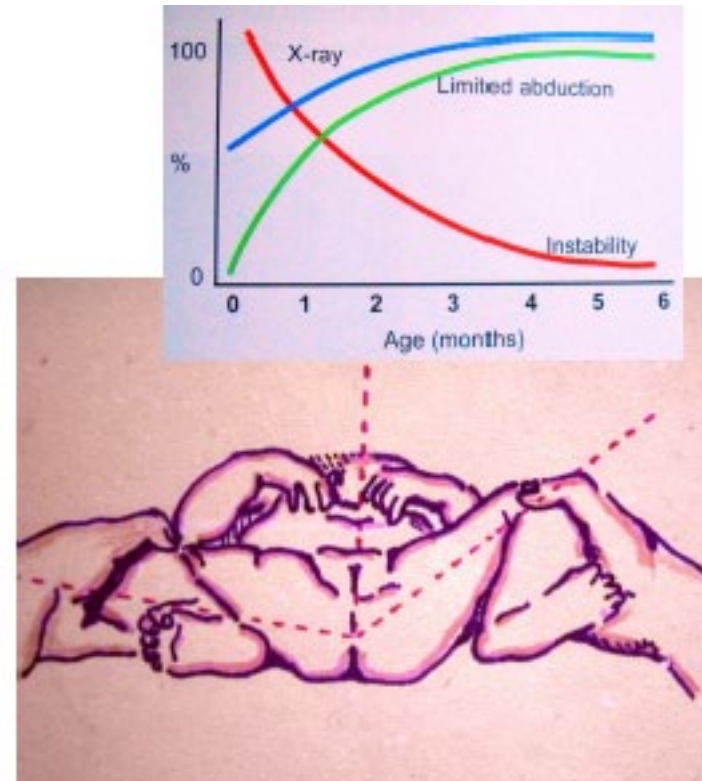 100
X-ray
Limited abduction
%
Instability
0
0 1 2 3 4 5 6
Age (months)